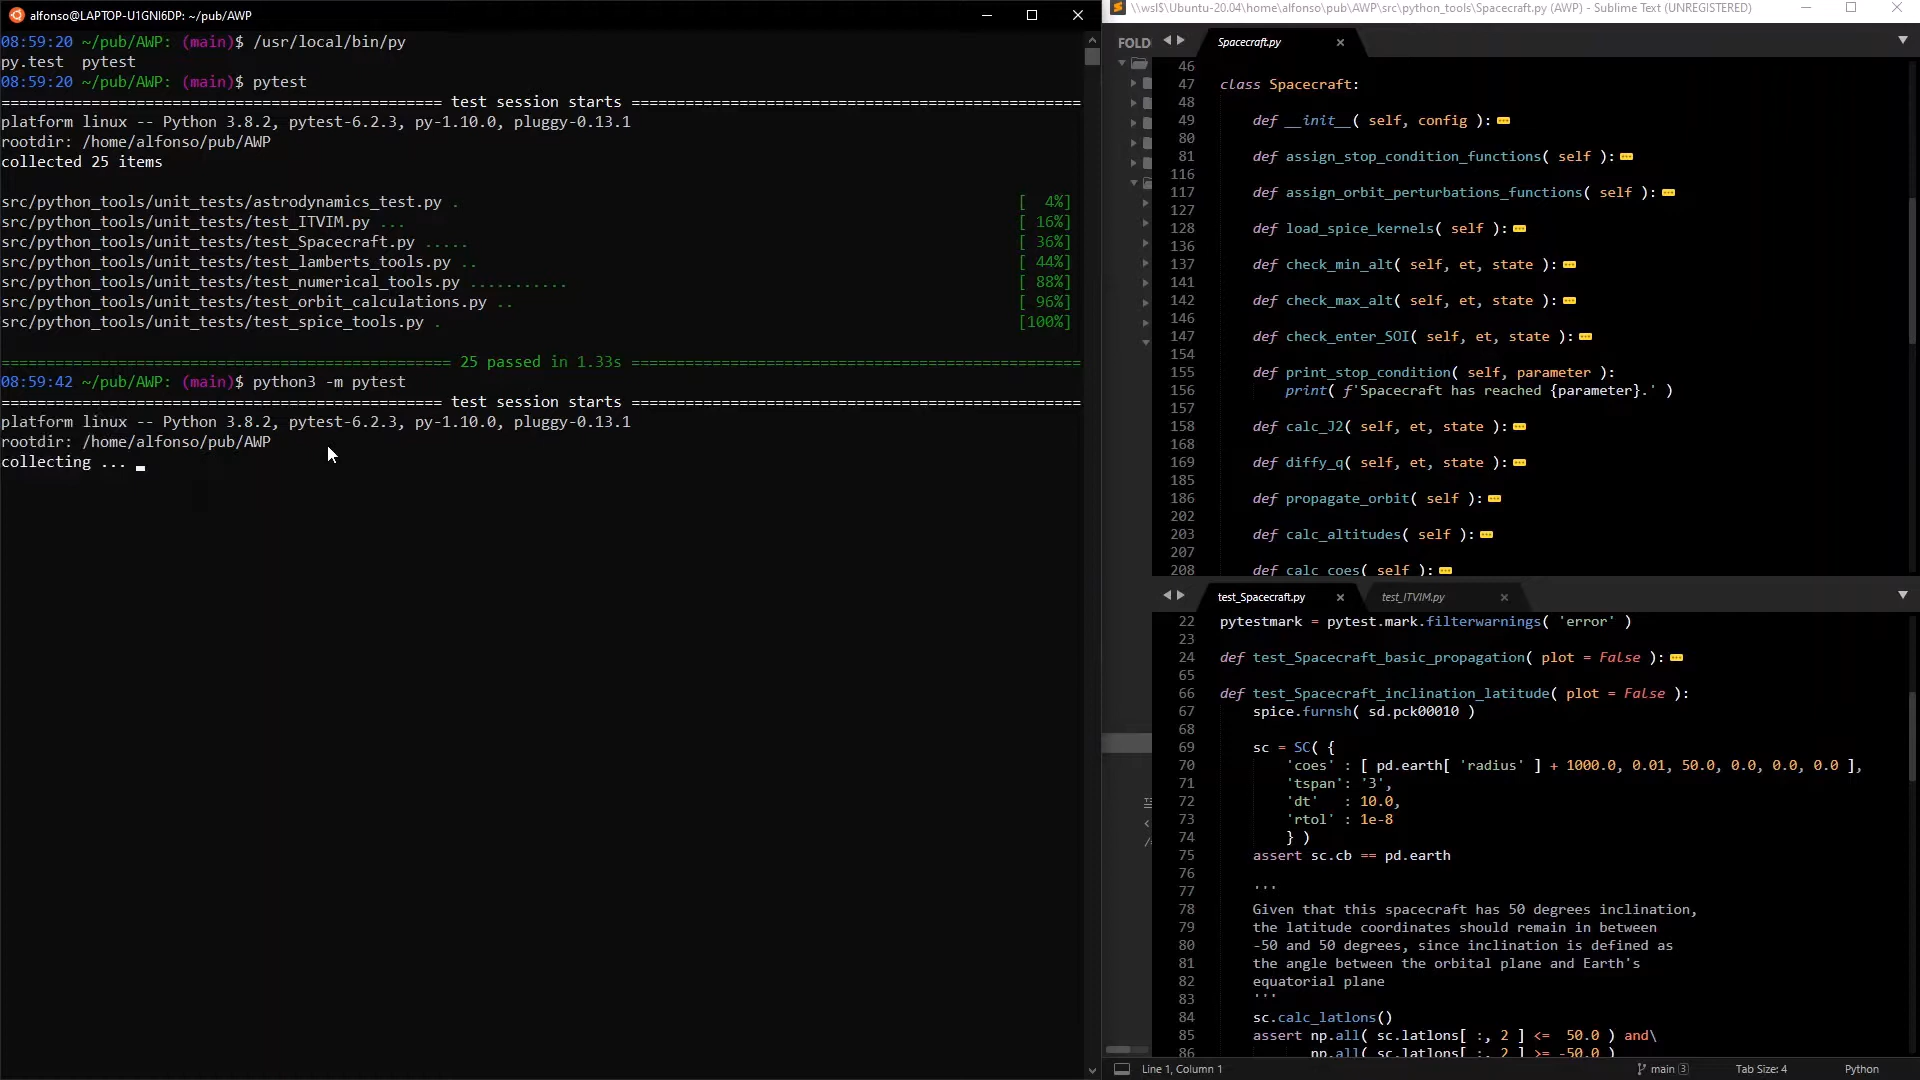 alfonso@LAPTOP-U1GNI6DP: ~/pub/AWP
08:59:20 ~/pub/AWP: (main)$ /usr/local/bin/py
py.test  pytest
08:59:20 ~/pub/AWP: (main)$ pytest
================================================= test session starts ==================================================
platform linux -- Python 3.8.2, pytest-6.2.3, py-1.10.0, pluggy-0.13.1
rootdir: /home/alfonso/pub/AWP
collected 25 items
src/python_tools/unit_tests/astrodynamics_test.py . [  4%]
src/python_tools/unit_tests/test_ITVIM.py ... [ 16%]
src/python_tools/unit_tests/test_Spacecraft.py ..... [ 36%]
src/python_tools/unit_tests/test_lamberts_tools.py .. [ 44%]
src/python_tools/unit_tests/test_numerical_tools.py ........... [ 88%]
src/python_tools/unit_tests/test_orbit_calculations.py .. [ 96%]
src/python_tools/unit_tests/test_spice_tools.py . [100%]
================================================== 25 passed in 1.33s ==================================================
08:59:42 ~/pub/AWP: (main)$ python3 -m pytest
================================================= test session starts ==================================================
platform linux -- Python 3.8.2, pytest-6.2.3, py-1.10.0, pluggy-0.13.1
rootdir: /home/alfonso/pub/AWP
collecting ...
\\wsl$\Ubuntu-20.04\home\alfonso\pub\AWP\src\python_tools\Spacecraft.py (AWP) - Sublime Text (UNREGISTERED)
FOLD
Spacecraft.py
46
47 class Spacecraft:
48
49 def __init__( self, config ):
80
81 def assign_stop_condition_functions( self ):
116
117 def assign_orbit_perturbations_functions( self ):
127
128 def load_spice_kernels( self ):
136
137 def check_min_alt( self, et, state ):
141
142 def check_max_alt( self, et, state ):
146
147 def check_enter_SOI( self, et, state ):
154
155 def print_stop_condition( self, parameter ):
156 print( f'Spacecraft has reached {parameter}.' )
157
158 def calc_J2( self, et, state ):
168
169 def diffy_q( self, et, state ):
185
186 def propagate_orbit( self ):
202
203 def calc_altitudes( self ):
207
208 def calc_coes( self ):
test_Spacecraft.py
test_ITVIM.py
22 pytestmark = pytest.mark.filterwarnings( 'error' )
23
24 def test_Spacecraft_basic_propagation( plot = False ):
65
66 def test_Spacecraft_inclination_latitude( plot = False ):
67 spice.furnsh( sd.pck00010 )
68
69 sc = SC( {
70 'coes' : [ pd.earth[ 'radius' ] + 1000.0, 0.01, 50.0, 0.0, 0.0, 0.0 ],
71 'tspan': '3',
72 'dt'   : 10.0,
73 'rtol' : 1e-8
74 } )
75 assert sc.cb == pd.earth
76
77 '''
78 Given that this spacecraft has 50 degrees inclination,
79 the latitude coordinates should remain in between
80 -50 and 50 degrees, since inclination is defined as
81 the angle between the orbital plane and Earth's
82 equatorial plane
83 '''
84 sc.calc_latlons()
85 assert np.all( sc.latlons[ :, 2 ] <=  50.0 ) and\
86 np.all( sc.latlons[ :, 2 ] >= -50.0 )
Line 1, Column 1
main 3
Tab Size: 4
Python